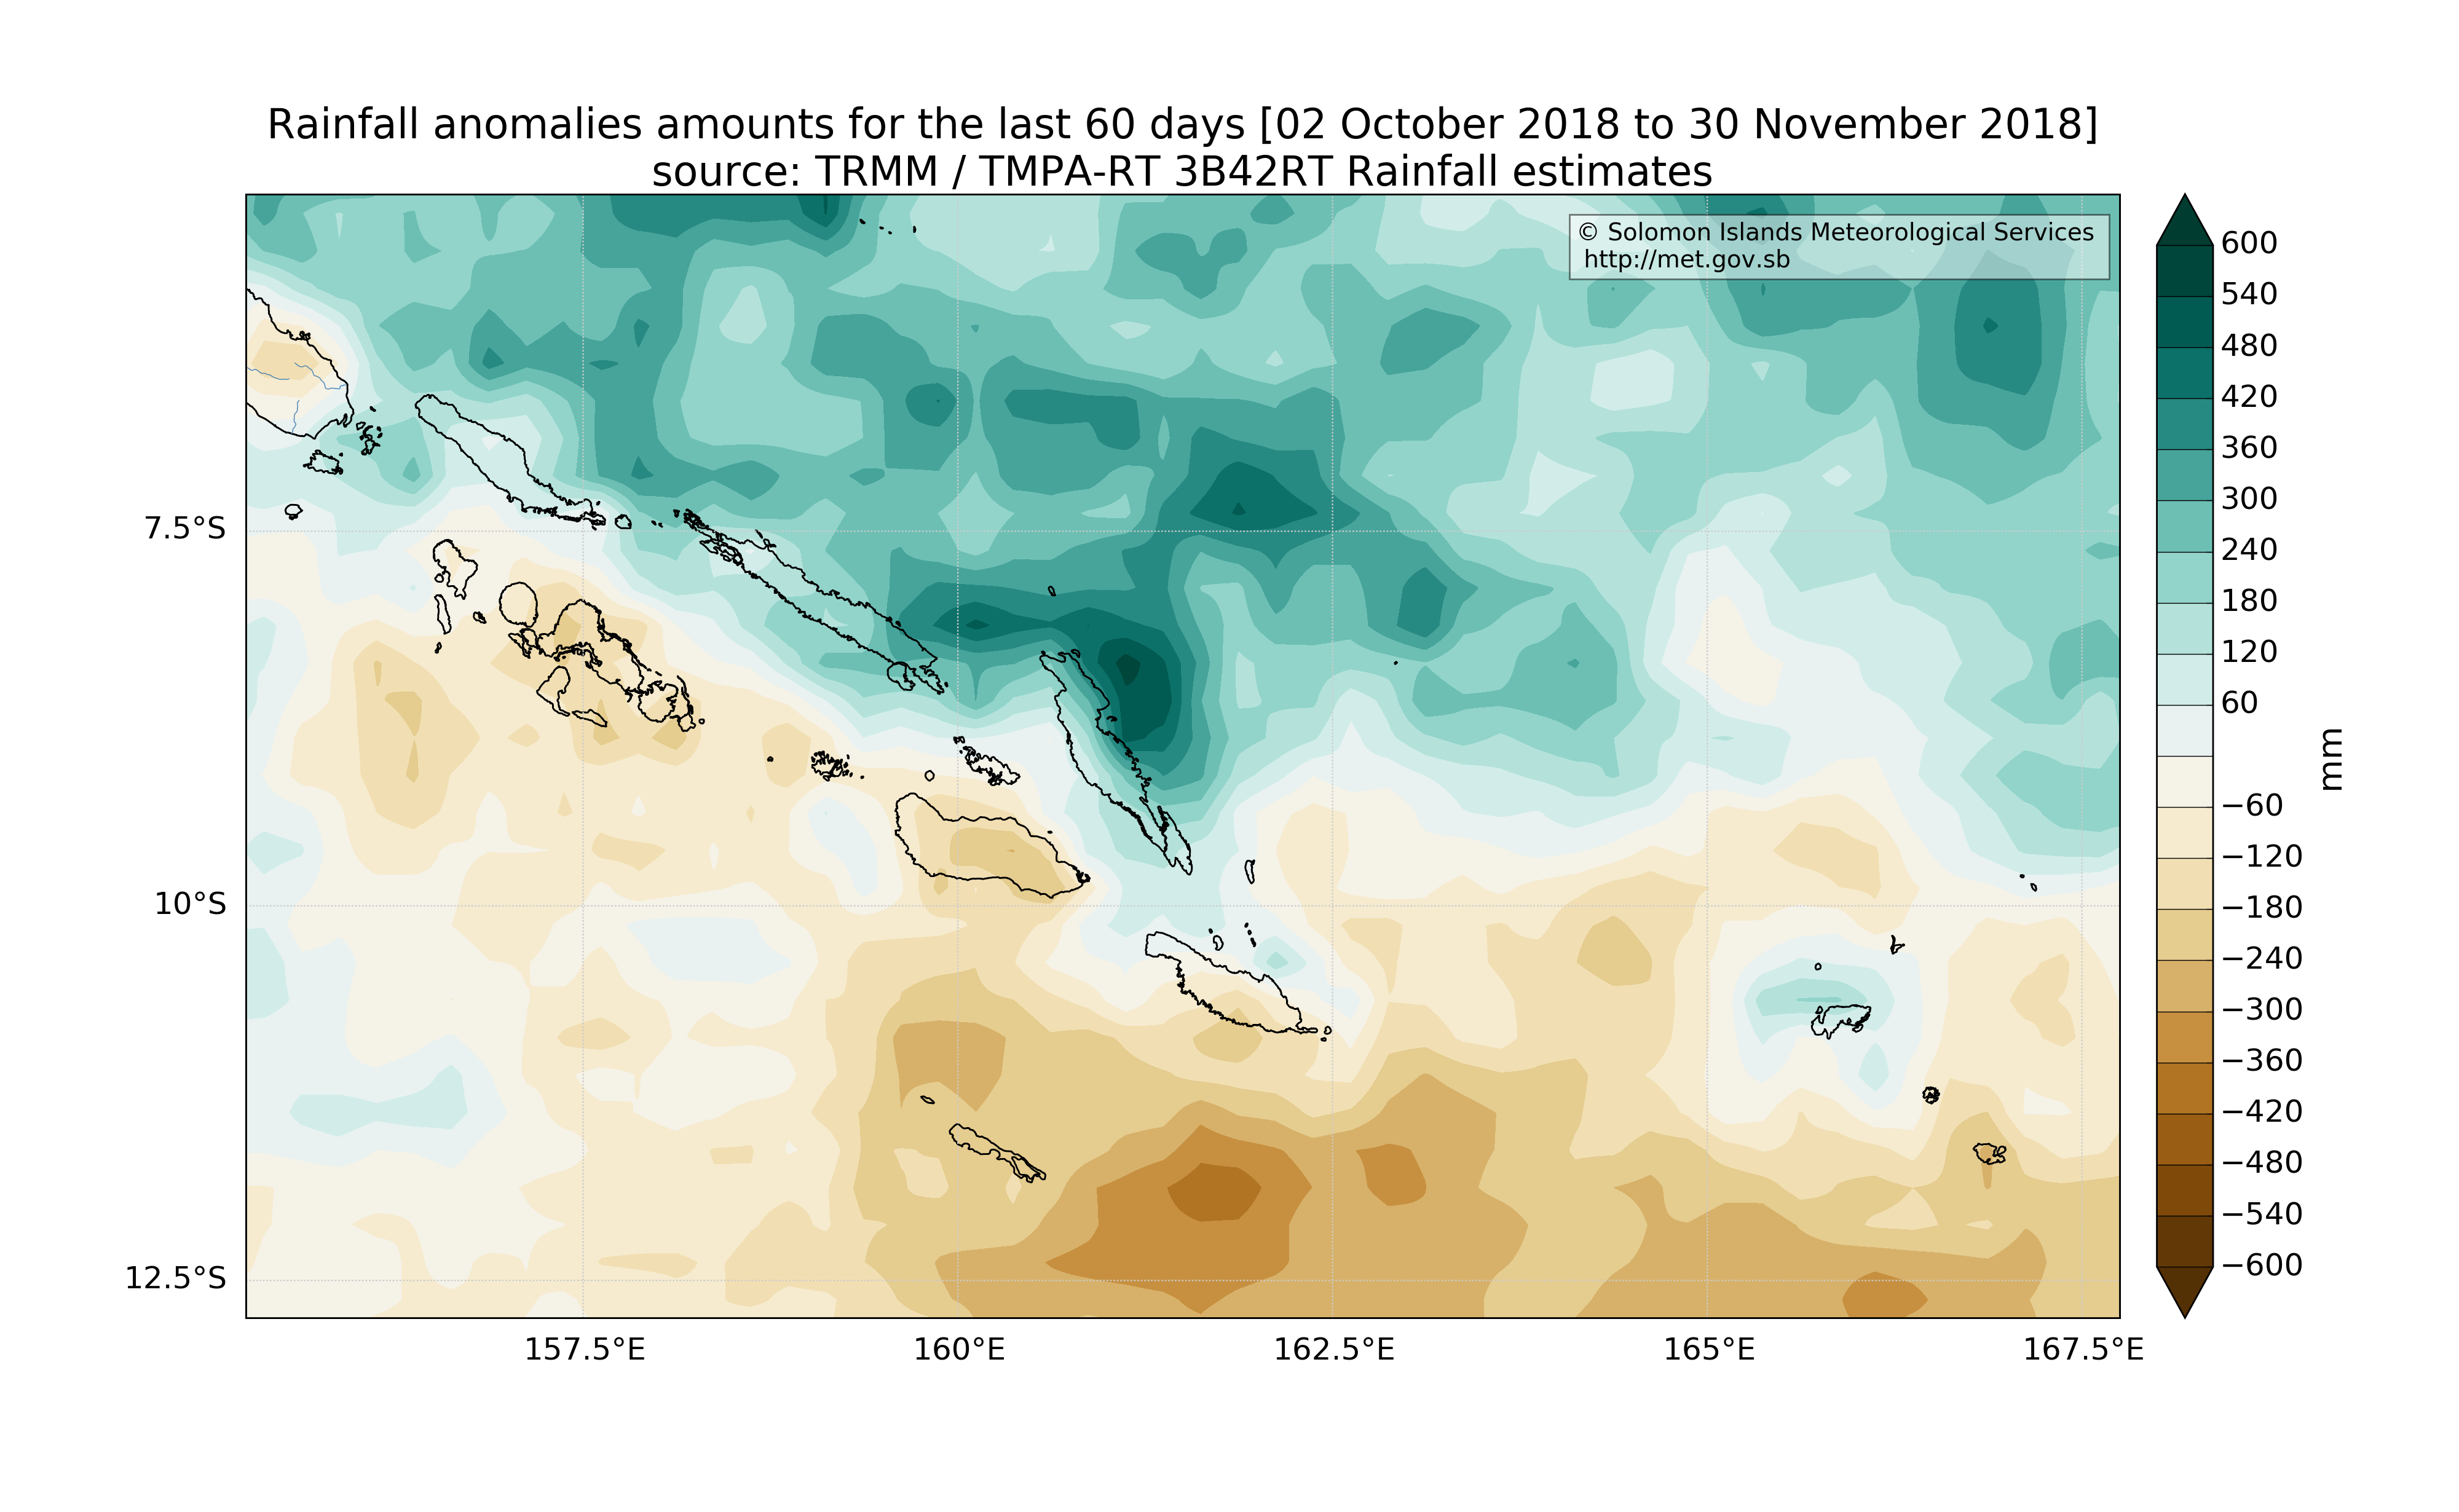 Rainfall anomalies amounts for the last 60 days [02 October 2018 to 30 November 2018]
source: TRMM / TMPA-RT 3B42RT Rainfall estimates
© Solomon Islands Meteorological Services
http://met.gov.sb
7.5°S
10°S
12.5°S
157.5°E
160°E
162.5°E
165°E
167.5°E
600
540
480
420
360
300
240
180
120
60
−60
−120
−180
−240
−300
−360
−420
−480
−540
−600
mm